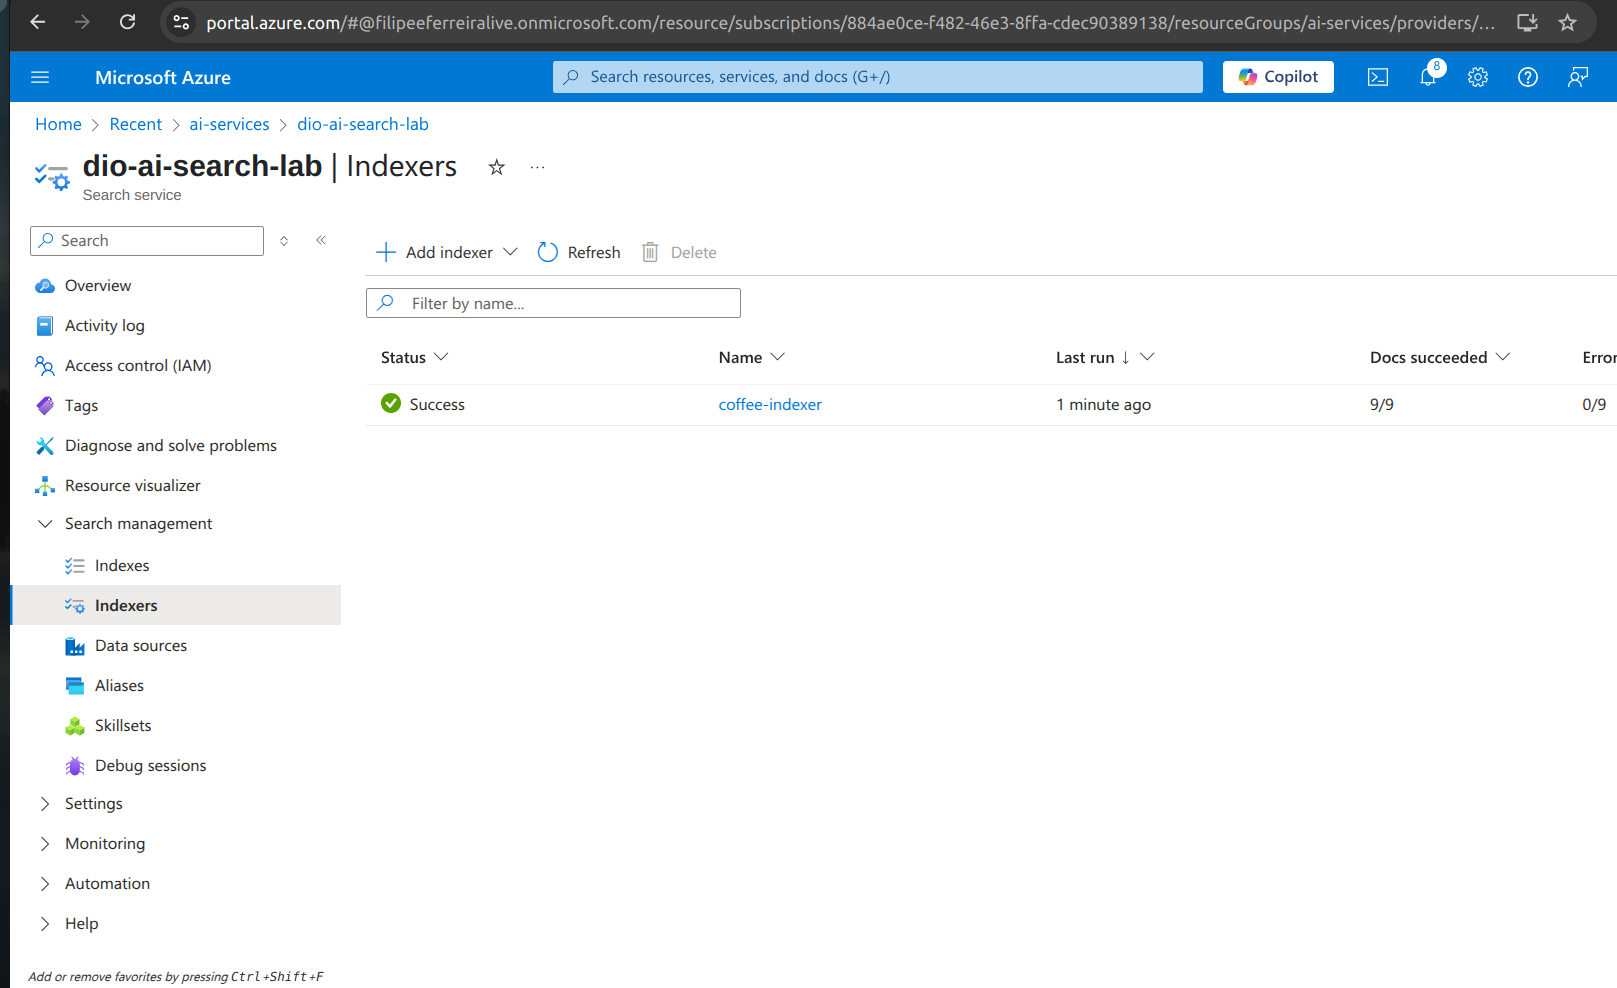 portal.azure.com/#@filipeeferreiralive.onmicrosoft.com/resource/subscriptions/884ae0ce-f482-46e3-8ffa-cdec90389138/resourceGroups/ai-services/providers/...
Microsoft Azure
Search resources, services, and docs (G+/)
Copilot
8
Home > Recent > ai-services > dio-ai-search-lab
dio-ai-search-lab | Indexers
Search service
Search
Overview
Activity log
Access control (IAM)
Tags
Diagnose and solve problems
Resource visualizer
Search management
Indexes
Indexers
Data sources
Aliases
Skillsets
Debug sessions
Settings
Monitoring
Automation
Help
Add or remove favorites by pressing Ctrl+Shift+F
Add indexer Refresh Delete
Filter by name...
Status Name Last run ↓ Docs succeeded Error
Success coffee-indexer 1 minute ago 9/9 0/9